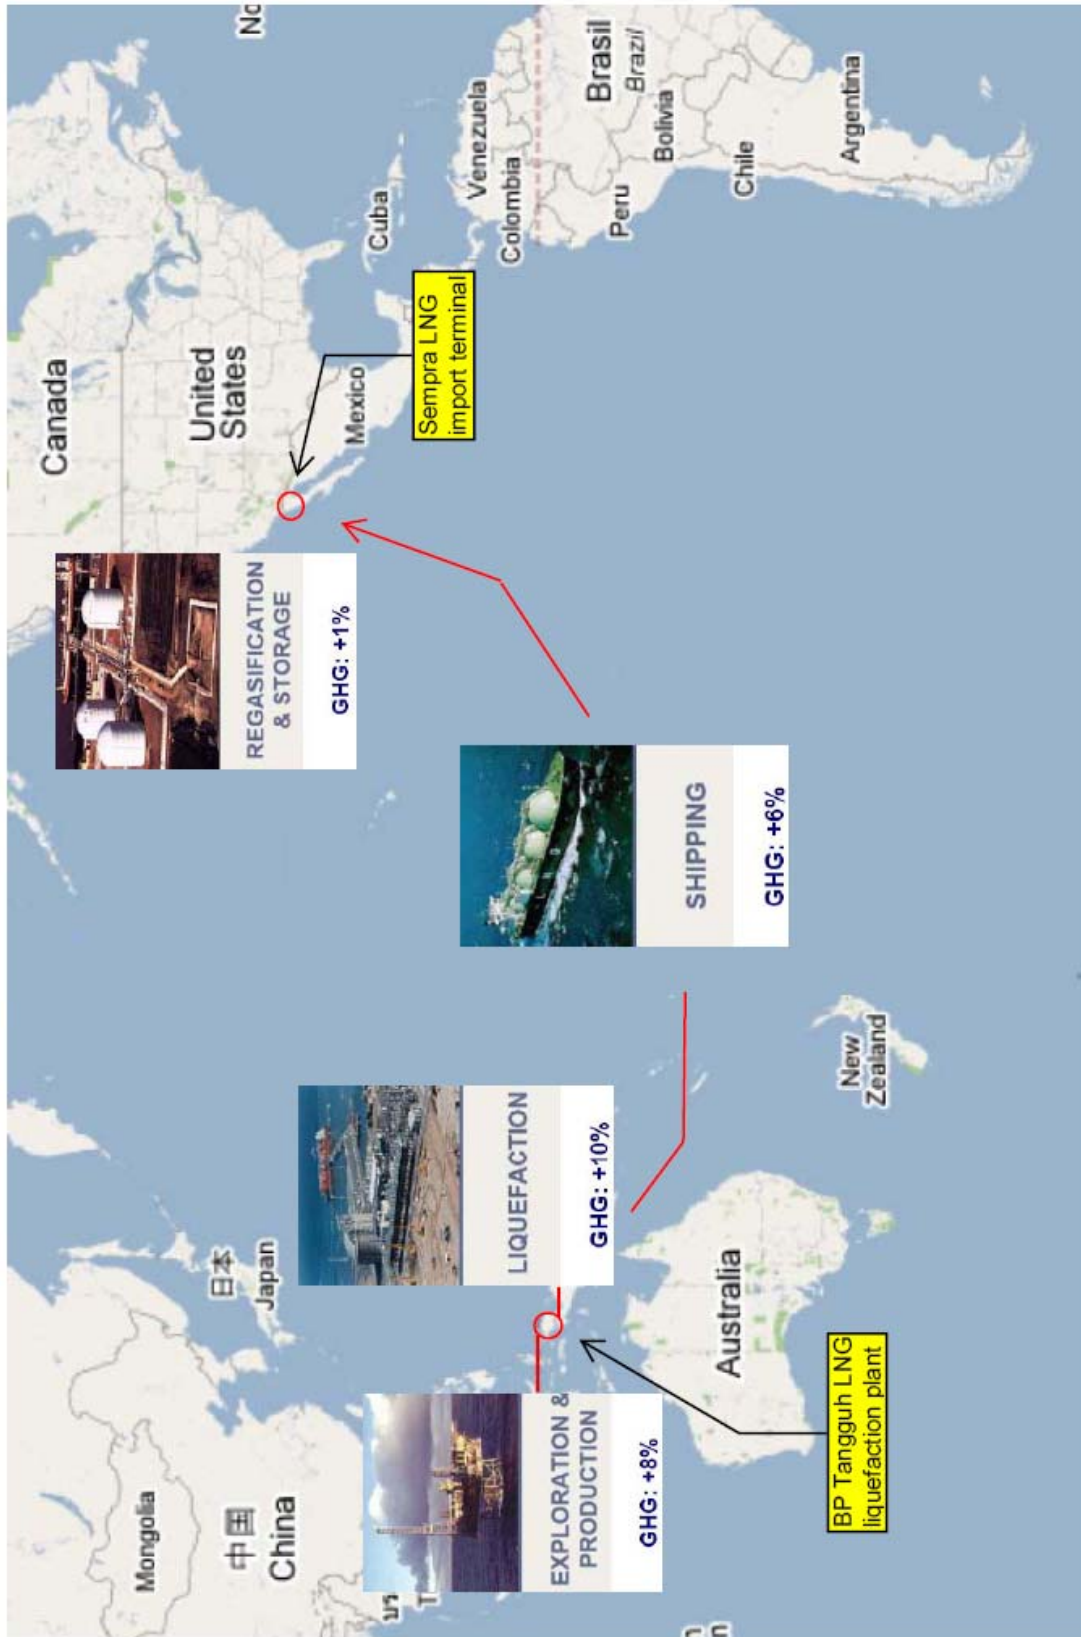 Canada
United
States
Mexico
Cuba
Venezuela
Colombia
Brasil
Brazil
Peru
Bolivia
Chile
Argentina
Sempra LNG
import terminal
REGASIFICATION
& STORAGE
GHG: +1%
SHIPPING
GHG: +6%
LIQUEFACTION
GHG: +10%
EXPLORATION &
PRODUCTION
GHG: +8%
BP Tangguh LNG
liquefaction plant
Mongolia
中国
China
日本
Japan
Australia
New
Zealand
No